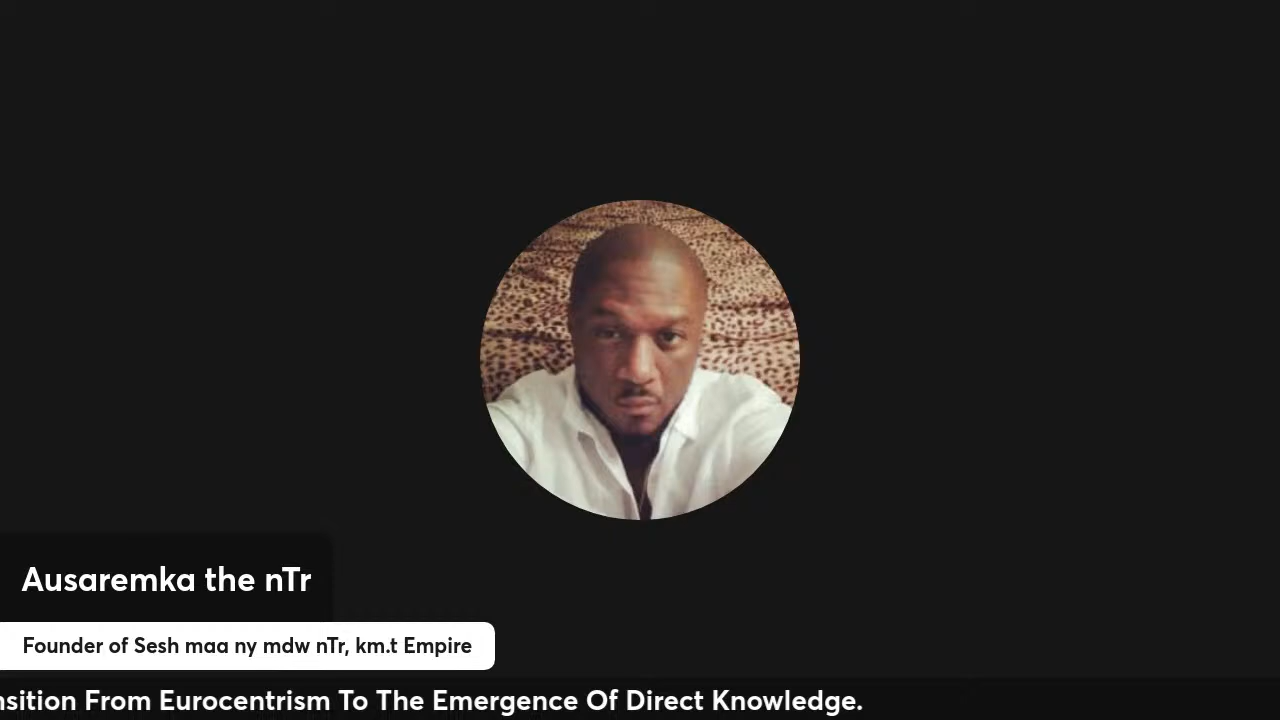 Ausaremka the nTr
Founder of Sesh maa ny mdw nTr, km.t Empire
From Eurocentrism To The Emergence Of Direct Knowledge.